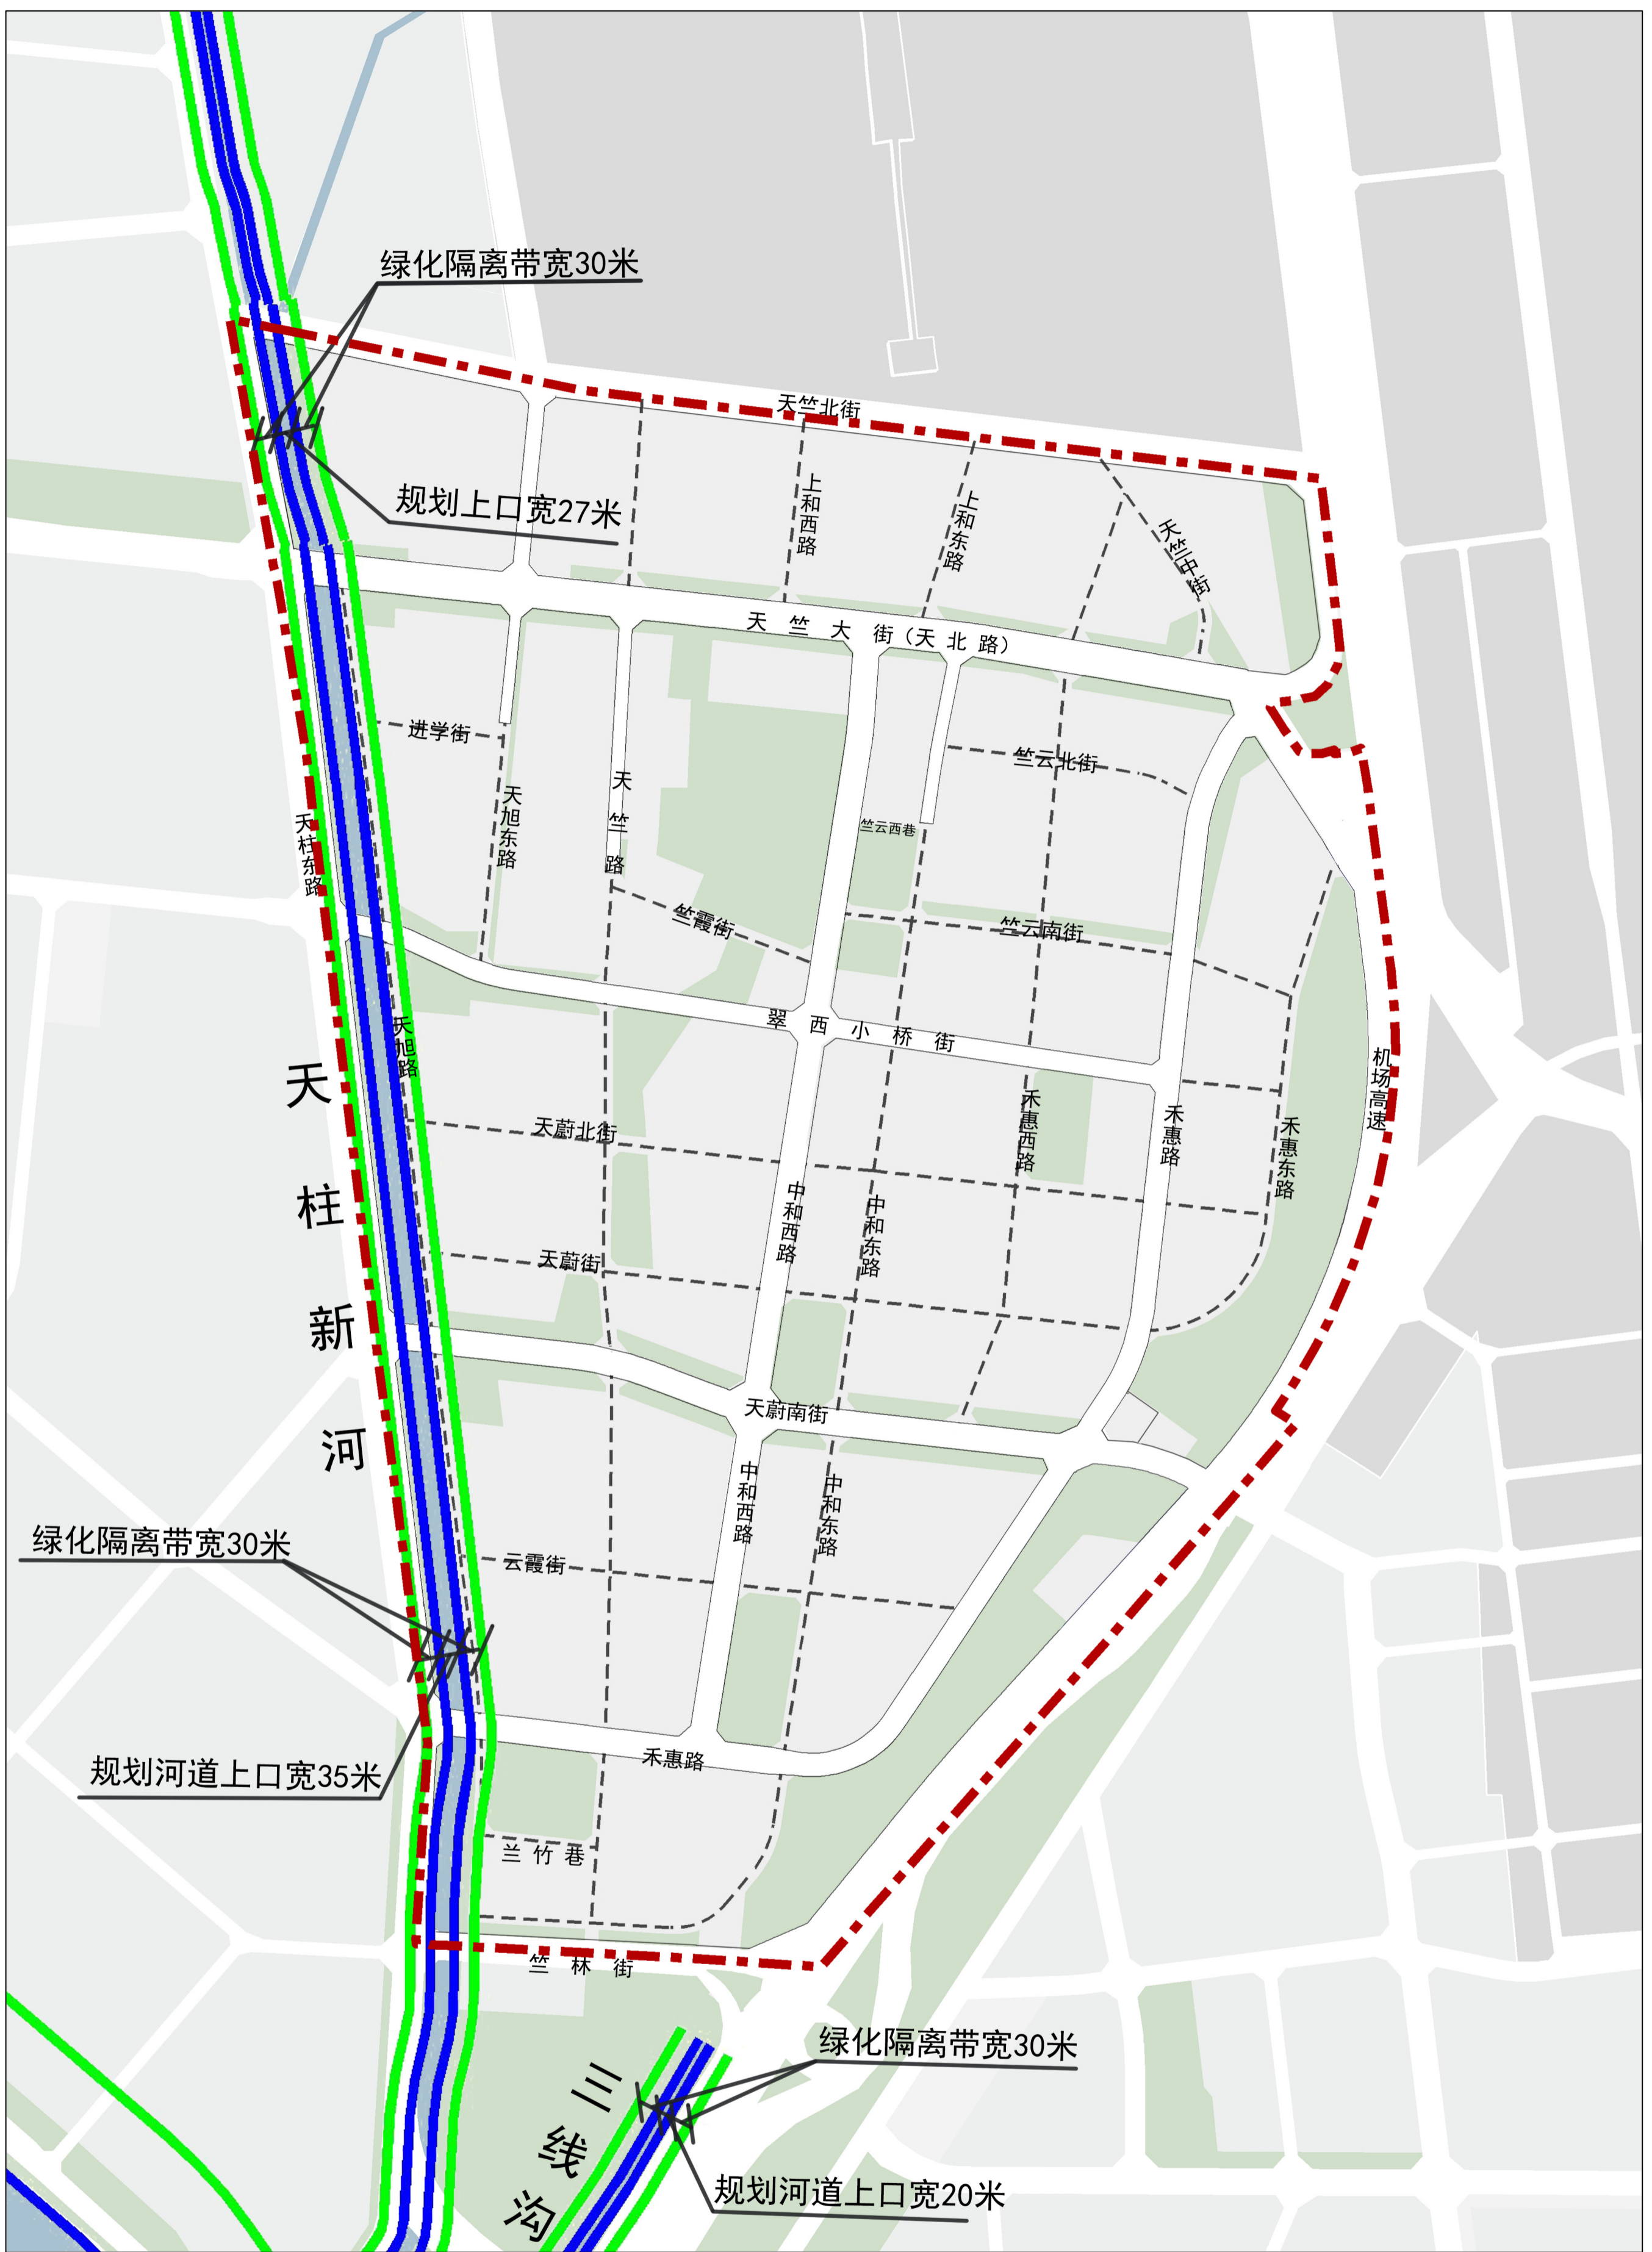 绿化隔离带宽30米
天竺北街
规划上口宽27米
上和西路
上和东路
天竺中街
天竺大街（天北路）
进学街
竺云北街
天旭东路
天竺路
天柱东路
竺云西巷
竺霞街
竺云南街
翠西小桥街
天旭路
机场高速
天柱新河
天蔚北街
禾惠西路
禾惠路
禾惠东路
中和西路
中和东路
天蔚街
天蔚南街
中和西路
中和东路
绿化隔离带宽30米
云霞街
禾惠路
规划河道上口宽35米
兰竹巷
竺林街
绿化隔离带宽30米
三线沟
规划河道上口宽20米